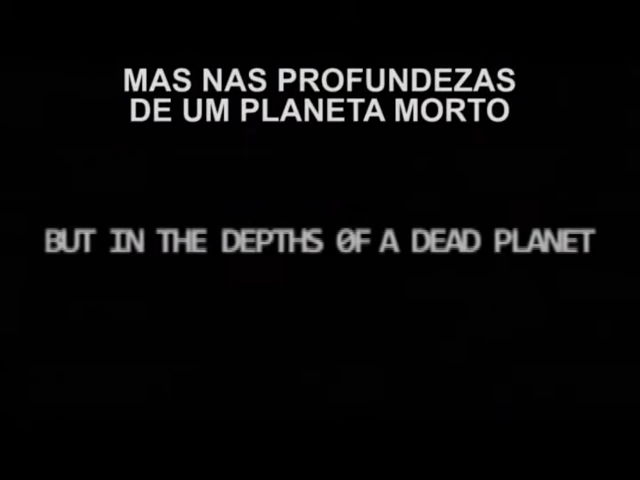 MAS NAS PROFUNDEZAS
DE UM PLANETA MORTO
BUT IN THE DEPTHS 0F A DEAD PLANET